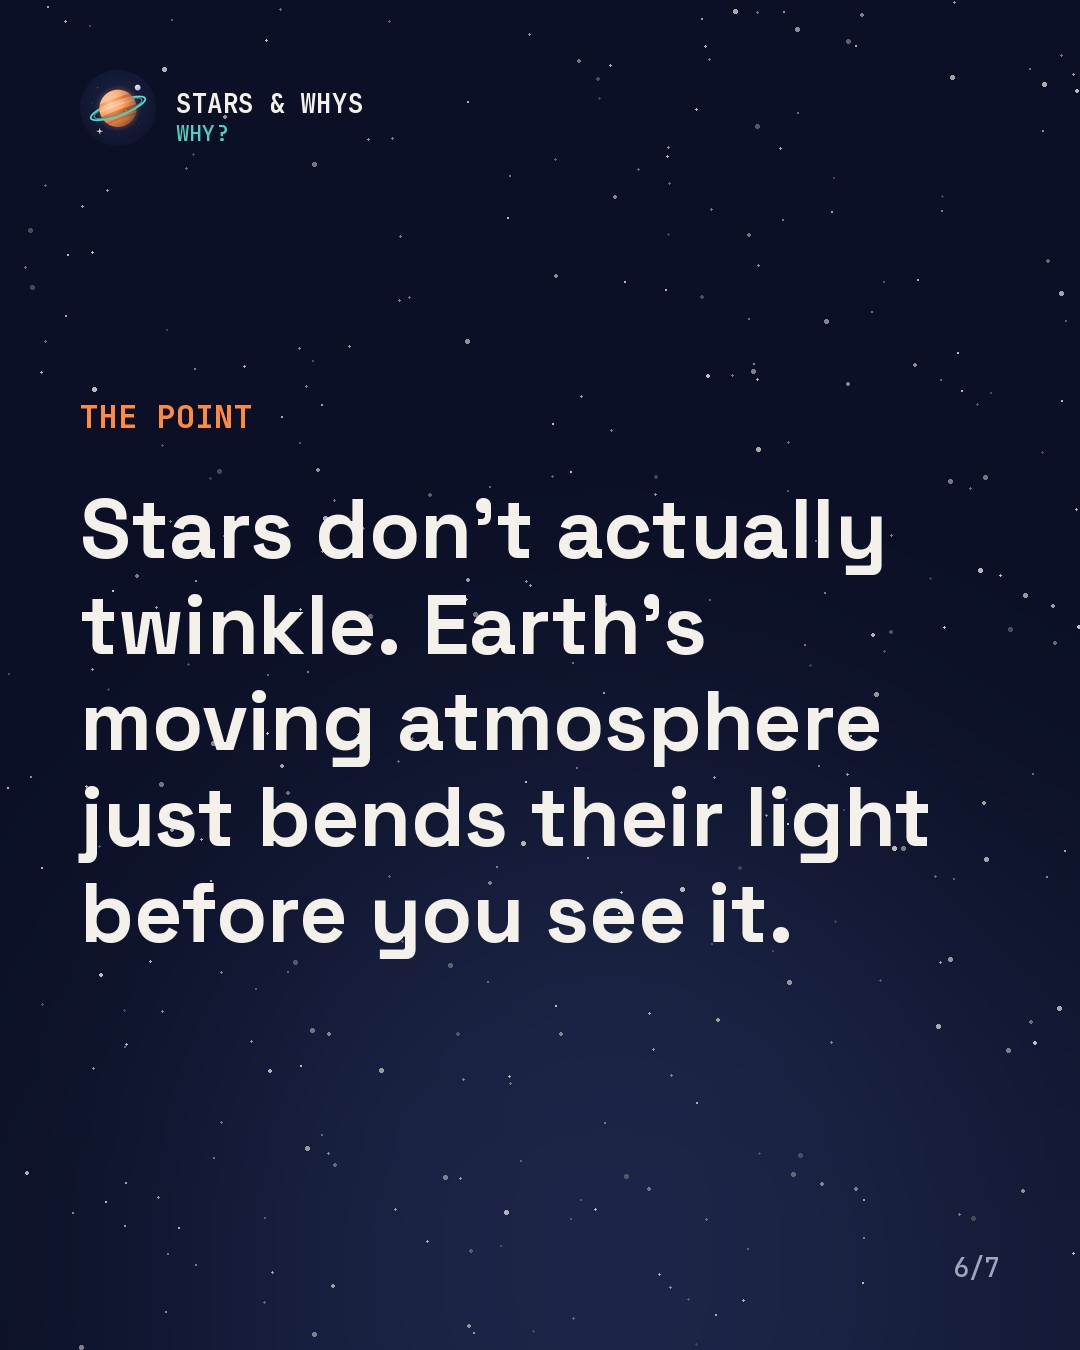 STARS & WHYS
WHY?
THE POINT
Stars don’t actually
twinkle. Earth’s
moving atmosphere
just bends their light
before you see it.
6/7